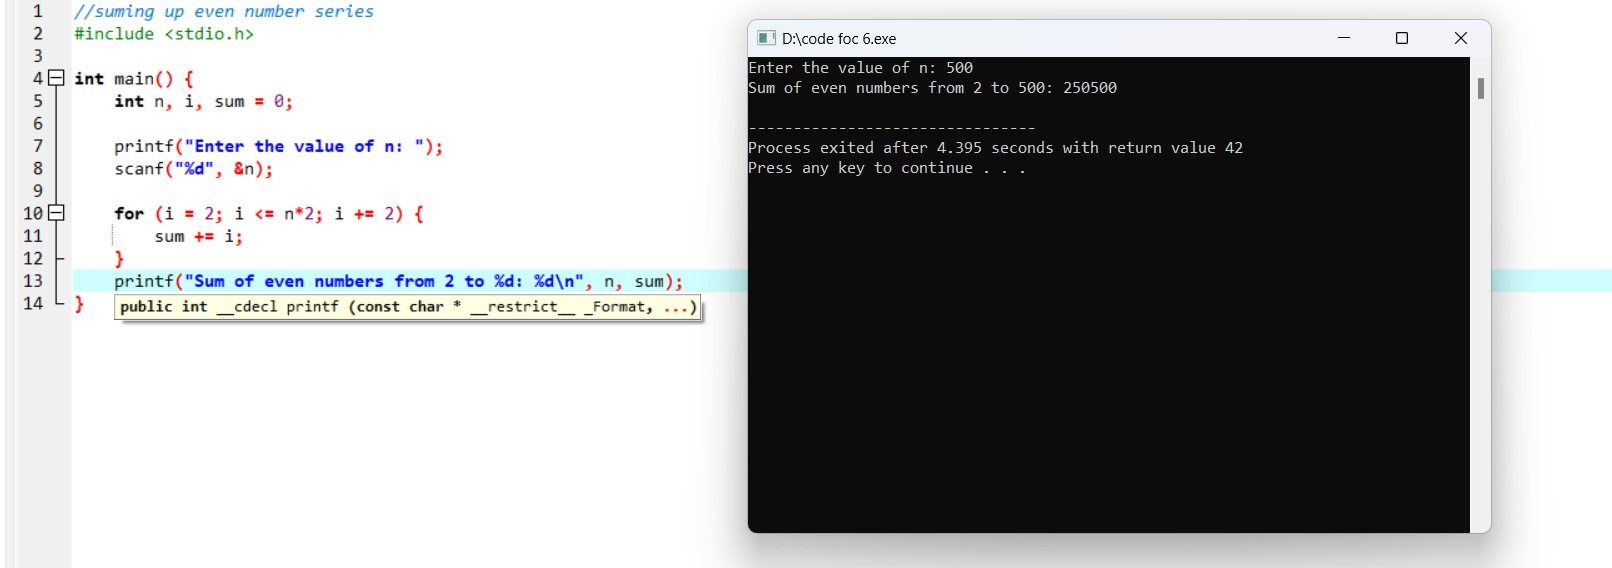 1 //suming up even number series
2 #include <stdio.h>
3
4 int main() {
5 int n, i, sum = 0;
6
7 printf("Enter the value of n: ");
8 scanf("%d", &n);
9
10 for (i = 2; i <= n*2; i += 2) {
11 sum += i;
12 }
13 printf("Sum of even numbers from 2 to %d: %d\n", n, sum);
14 }
public int __cdecl printf (const char * __restrict__ _Format, ...)
D:\code foc 6.exe
Enter the value of n: 500
Sum of even numbers from 2 to 500: 250500
--------------------------------
Process exited after 4.395 seconds with return value 42
Press any key to continue . . .